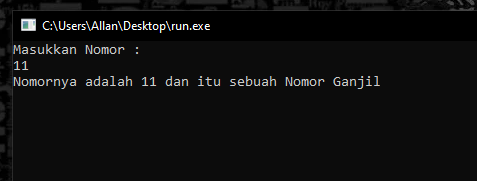 C:\Users\Allan\Desktop\run.exe
Masukkan Nomor :
11
Nomornya adalah 11 dan itu sebuah Nomor Ganjil